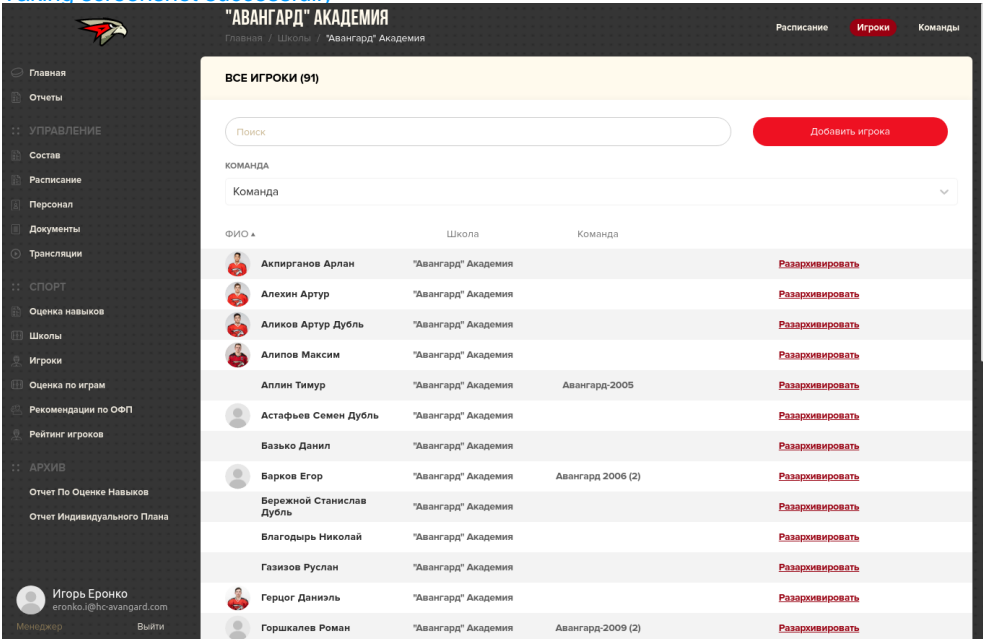 "АВАНГАРД" АКАДЕМИЯ
Главная / Школы / "Авангард" Академия
Расписание Игроки Команды
Главная
Отчеты
УПРАВЛЕНИЕ
Состав
Расписание
Персонал
Документы
Трансляции
СПОРТ
Оценка навыков
Школы
Игроки
Оценка по играм
Рекомендации по ОФП
Рейтинг игроков
АРХИВ
Отчет По Оценке Навыков
Отчет Индивидуального Плана
Игорь Еронко
eronko.i@hc-avangard.com
Менеджер Выйти
ВСЕ ИГРОКИ (91)
Поиск Добавить игрока
КОМАНДА
Команда
ФИО Школа Команда
Акпирганов Арлан "Авангард" Академия Разархивировать
Алехин Артур "Авангард" Академия Разархивировать
Аликов Артур Дубль "Авангард" Академия Разархивировать
Алипов Максим "Авангард" Академия Разархивировать
Аплин Тимур "Авангард" Академия Авангард-2005 Разархивировать
Астафьев Семен Дубль "Авангард" Академия Разархивировать
Базько Данил "Авангард" Академия Разархивировать
Барков Егор "Авангард" Академия Авангард 2006 (2) Разархивировать
Бережной Станислав
Дубль "Авангард" Академия Разархивировать
Благодырь Николай "Авангард" Академия Разархивировать
Газизов Руслан "Авангард" Академия Разархивировать
Герцог Даниэль "Авангард" Академия Разархивировать
Горшкалев Роман "Авангард" Академия Авангард-2009 (2) Разархивировать